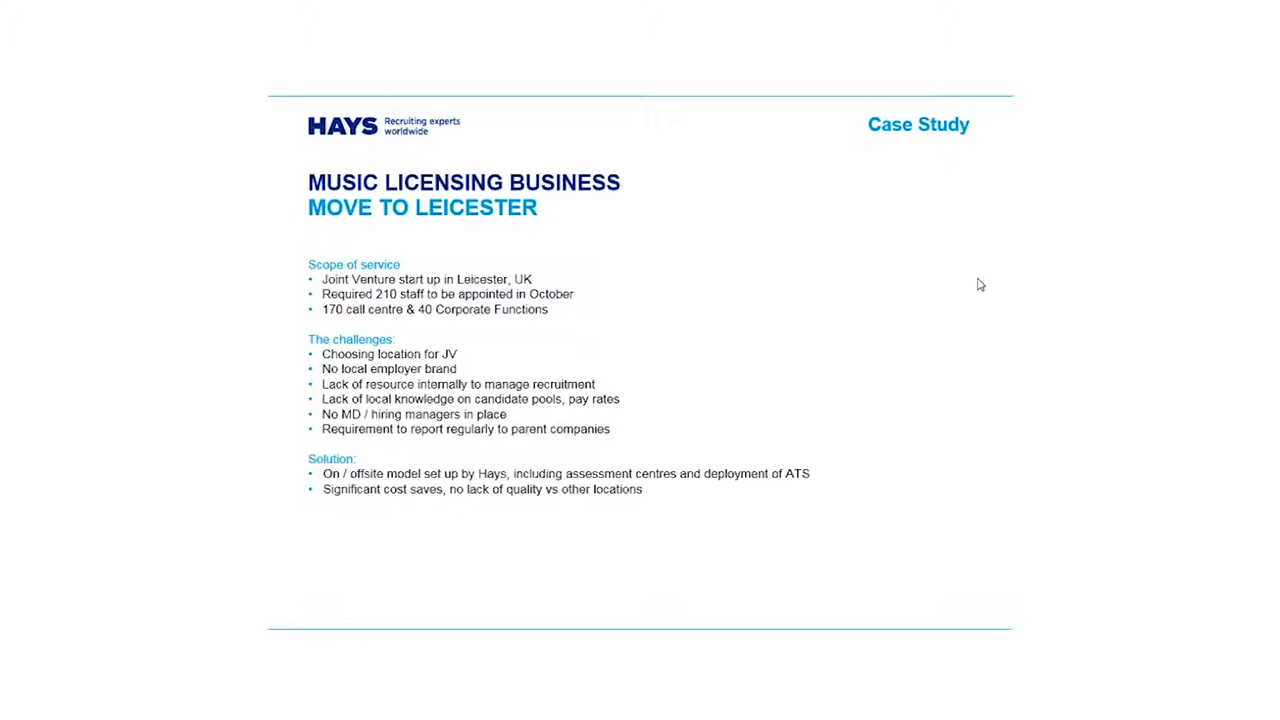 HAYS Recruiting experts
worldwide
Case Study
MUSIC LICENSING BUSINESS
MOVE TO LEICESTER
Scope of service
• Joint Venture start up in Leicester, UK
• Required 210 staff to be appointed in October
• 170 call centre & 40 Corporate Functions
The challenges:
• Choosing location for JV
• No local employer brand
• Lack of resource internally to manage recruitment
• Lack of local knowledge on candidate pools, pay rates
• No MD / hiring managers in place
• Requirement to report regularly to parent companies
Solution:
• On / offsite model set up by Hays, including assessment centres and deployment of ATS
• Significant cost saves, no lack of quality vs other locations